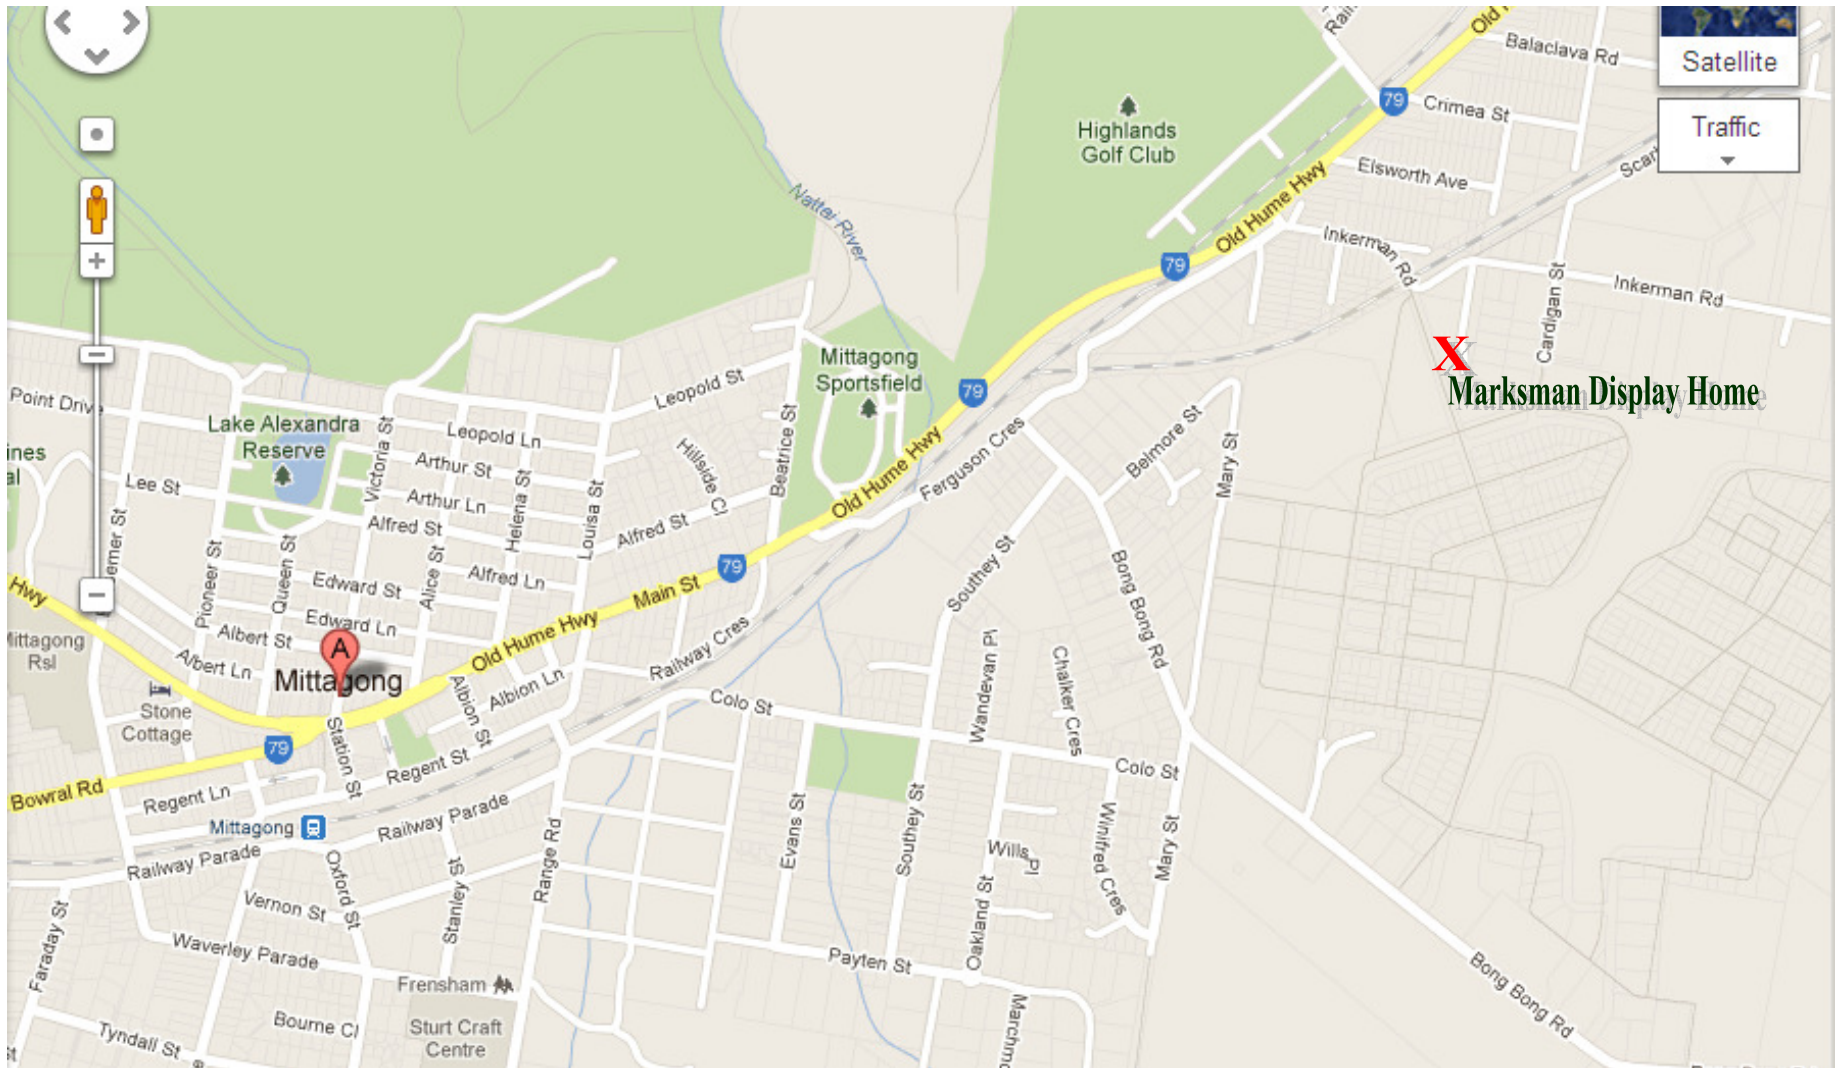 Old
Balaclava Rd
Satellite
79
Crimea St
Traffic
Highlands
Golf Club
Elsworth Ave
Nattai River
Old Hume Hwy
Inkerman Rd
79
Inkerman Rd
Cardigan St
X
Marksman Display Home
Mittagong
Sportsfield
79
Leopold St
Point Drive
Lake Alexandra
Reserve
Leopold Ln
Victoria St
Arthur St
Hillside Cl
Beatrice St
Old Hume Hwy
Ferguson Cres
Belmore St
Mary St
Lee St
Arthur Ln
Helena St
Louisa St
Alfred St
Alfred St
Pioneer St
Queen St
Alice St
Alfred Ln
Edward St
Main St
79
Southey St
Bong Bong Rd
Hwy
Edward Ln
Albert St
Old Hume Hwy
Railway Cres
Wandevan Pl
Chalker Cres
Rsl
Albert Ln
A
Mittagong
Albion Ln
Albion St
Stone
Cottage
Colo St
79
Station St
Regent St
Colo St
Bowral Rd
Regent Ln
Mittagong
Railway Parade
Range Rd
Evans St
Southey St
Winifred Cres
Mary St
Railway Parade
Oxford St
Stanley St
Wills Pl
Vernon St
Oakland St
Faraday St
Waverley Parade
Payten St
Frensham
Bong Bong Rd
Bourne Cl
Sturt Craft
Centre
Tyndall St